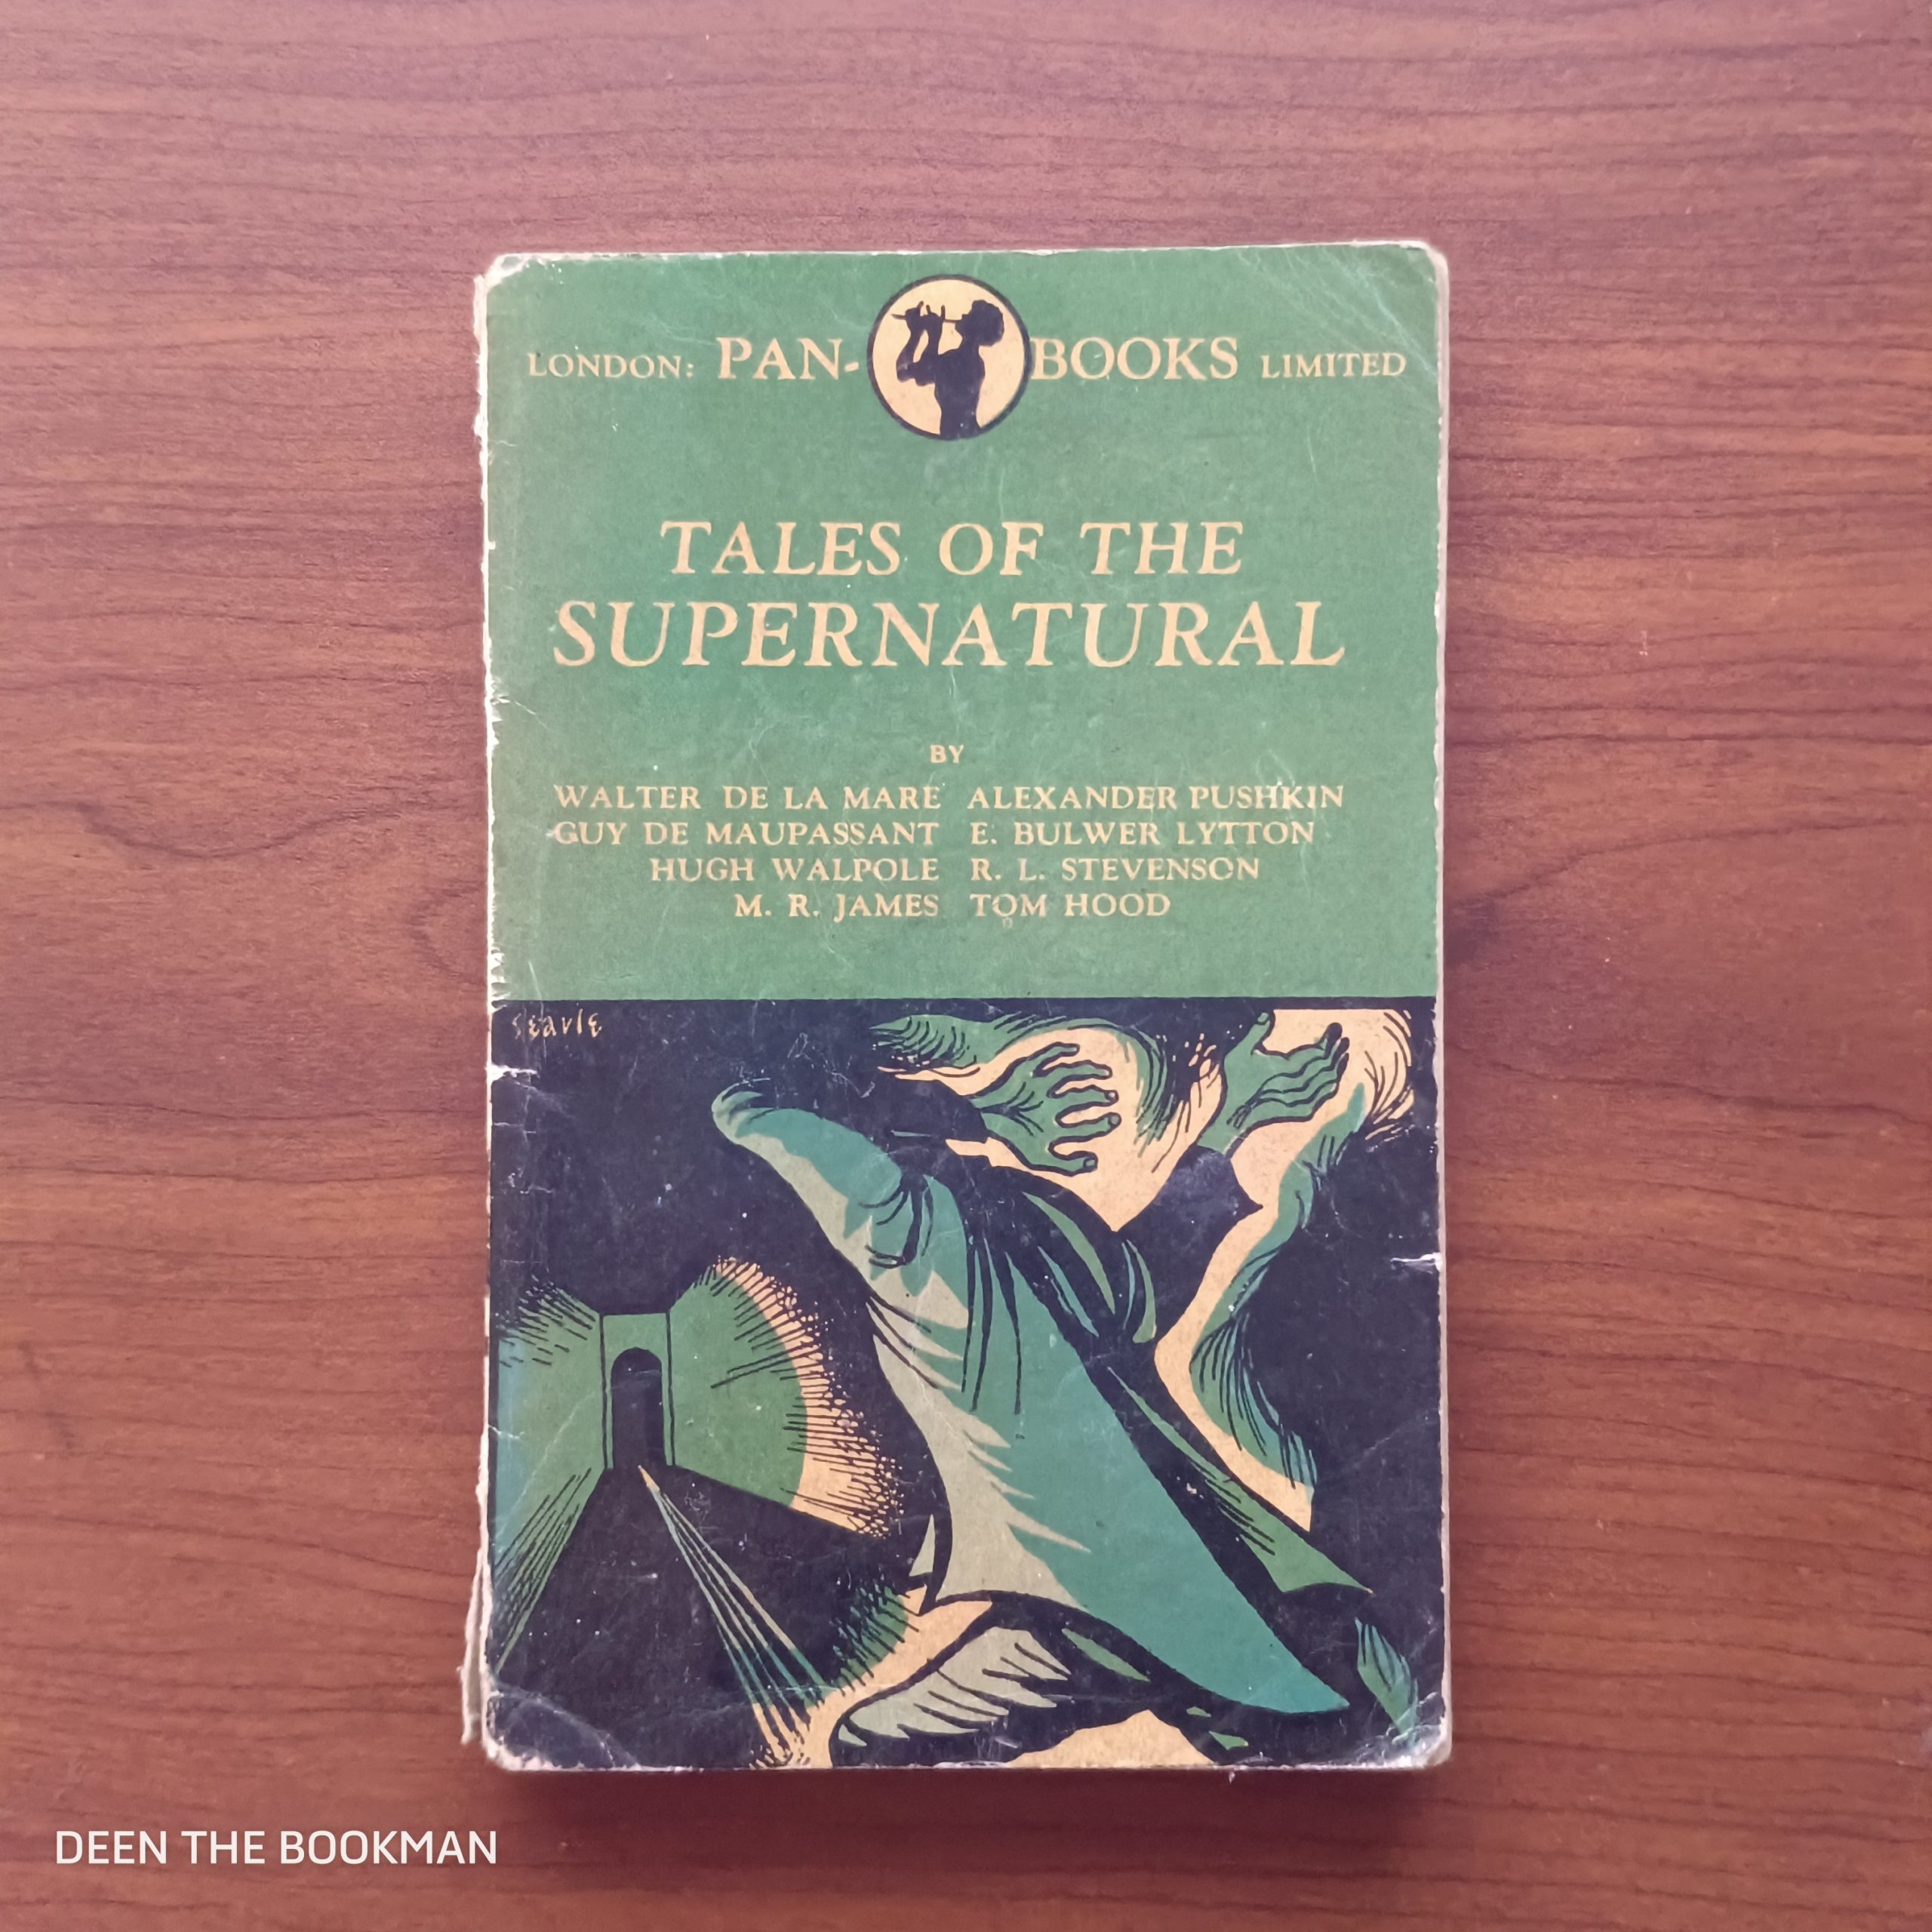 LONDON: PAN-BOOKS LIMITED
TALES OF THE
SUPERNATURAL
BY
WALTER DE LA MARE ALEXANDER PUSHKIN
GUY DE MAUPASSANT E. BULWER LYTTON
HUGH WALPOLE R. L. STEVENSON
M. R. JAMES TOM HOOD
Searle
DEEN THE BOOKMAN